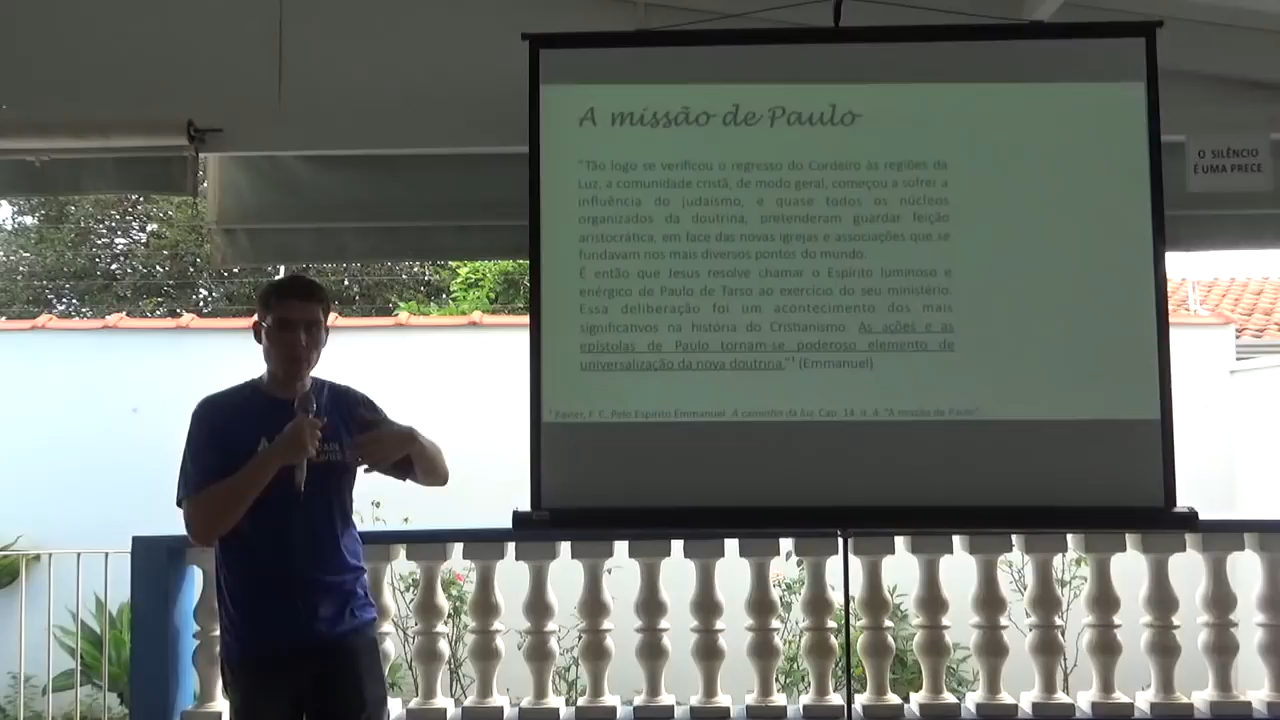 A missão de Paulo
"Tão logo se verificou o regresso do Cordeiro às regiões da
Luz, a comunidade cristã, de modo geral, começou a sofrer a
influência do judaísmo, e quase todos os núcleos
organizados da doutrina, pretenderam guardar feição
aristocrática, em face das novas igrejas e associações que se
fundavam nos mais diversos pontos do mundo.
É então que Jesus resolve chamar o Espírito luminoso e
enérgico de Paulo de Tarso ao exercício do seu ministério.
Essa deliberação foi um acontecimento dos mais
significativos na história do Cristianismo. As ações e as
epístolas de Paulo tornam-se poderoso elemento de
universalização da nova doutrina."¹ (Emmanuel)
¹ Xavier, F. C., Pelo Espírito Emmanuel. A caminho da luz. Cap. 14, it. 4: "A missão de Paulo".
O SILÊNCIO
É UMA PRECE